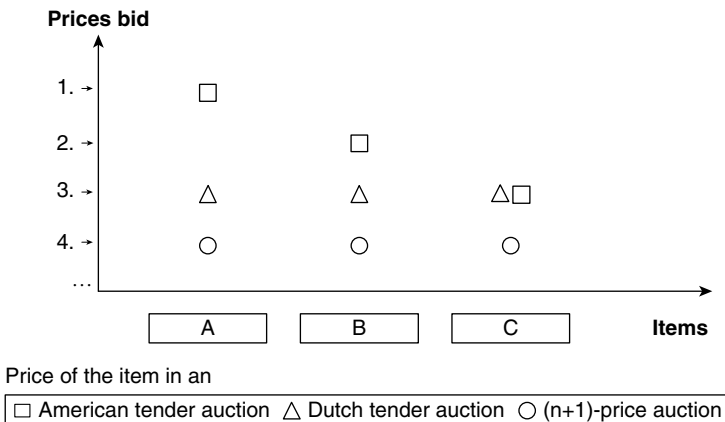 Prices bid
1.
2.
3.
4.
...
A B C Items
Price of the item in an
American tender auction Dutch tender auction (n+1)-price auction